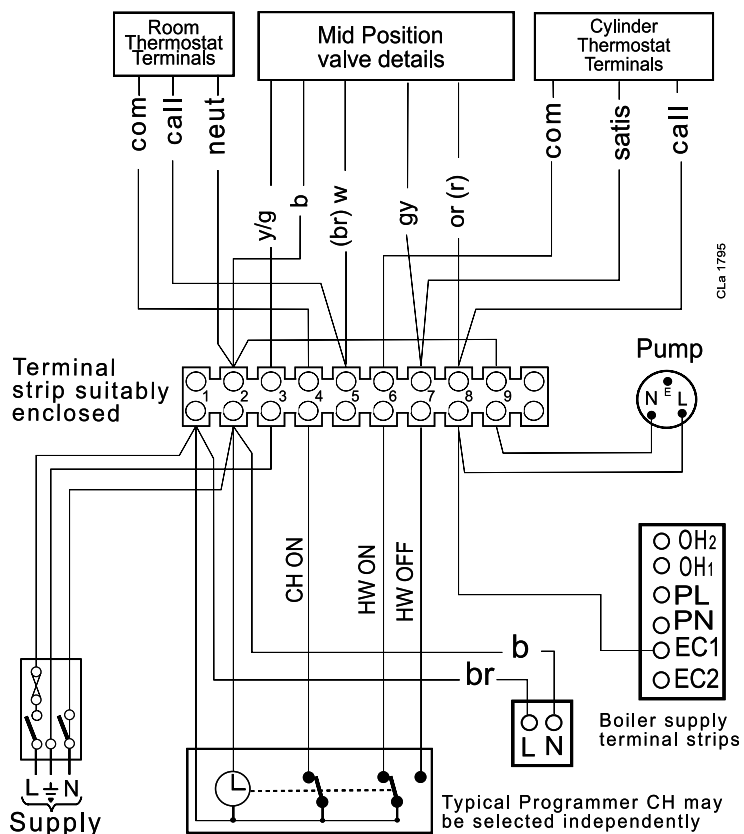 Room
Thermostat
Terminals
Mid Position
valve details
Cylinder
Thermostat
Terminals
com
call
neut
y/g
b
(br) w
gy
or (r)
com
satis
call
CLa 1795
Terminal
strip suitably
enclosed
1
2
3
4
5
6
7
8
9
Pump
N
E
L
CH ON
HW ON
HW OFF
OH2
OH1
PL
PN
EC1
EC2
b
br
L N
Boiler supply
terminal strips
L N
Supply
Typical Programmer CH may
be selected independently